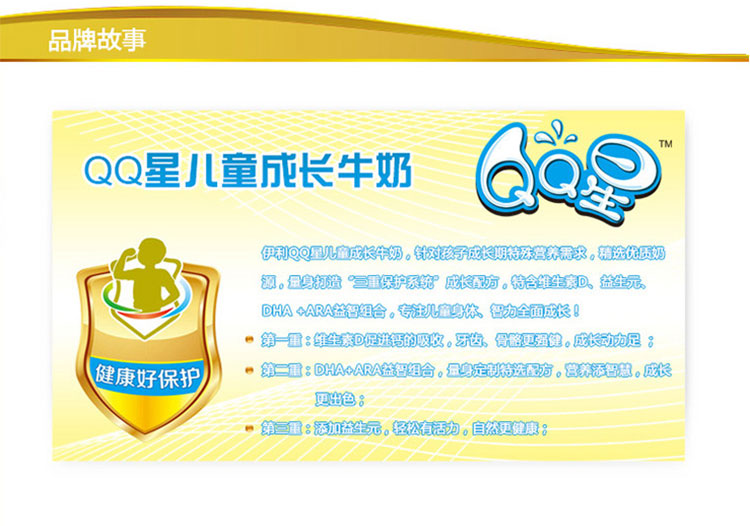 品牌故事
QQ星儿童成长牛奶
QQ星
TM
伊利QQ星儿童成长牛奶，针对孩子成长期特殊营养需求，精选优质奶
源，量身打造“三重保护系统”成长配方，特含维生素D、益生元、
DHA +ARA益智组合，专注儿童身体、智力全面成长！
第一重：维生素D促进钙的吸收，牙齿、骨骼更强健，成长动力足；
第二重：DHA+ARA益智组合，量身定制特选配方，营养添智慧，成长
更出色；
第三重：添加益生元，轻松有活力，自然更健康；
健康好保护